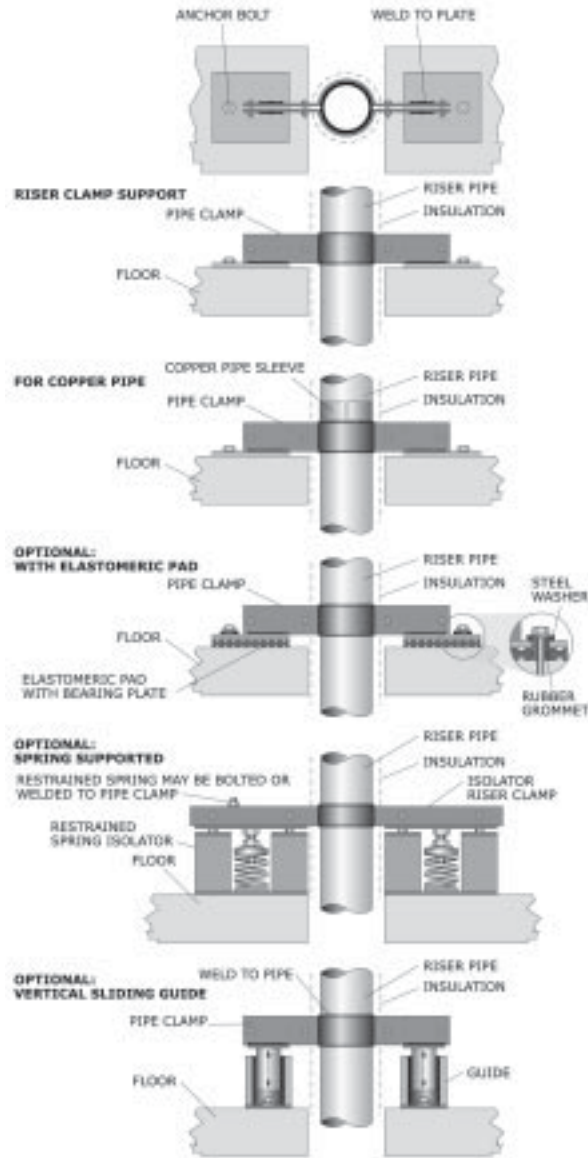 ANCHOR BOLT
WELD TO PLATE
RISER CLAMP SUPPORT
RISER PIPE
PIPE CLAMP
INSULATION
FLOOR
FOR COPPER PIPE
COPPER PIPE SLEEVE
RISER PIPE
PIPE CLAMP
INSULATION
FLOOR
OPTIONAL:
WITH ELASTOMERIC PAD
RISER PIPE
PIPE CLAMP
INSULATION
STEEL
WASHER
FLOOR
ELASTOMERIC PAD
WITH BEARING PLATE
RUBBER
GROMMET
OPTIONAL:
SPRING SUPPORTED
RISER PIPE
INSULATION
RESTRAINED SPRING MAY BE BOLTED OR
WELDED TO PIPE CLAMP
ISOLATOR
RISER CLAMP
RESTRAINED
SPRING ISOLATOR
FLOOR
OPTIONAL:
VERTICAL SLIDING GUIDE
WELD TO PIPE
RISER PIPE
INSULATION
PIPE CLAMP
GUIDE
FLOOR